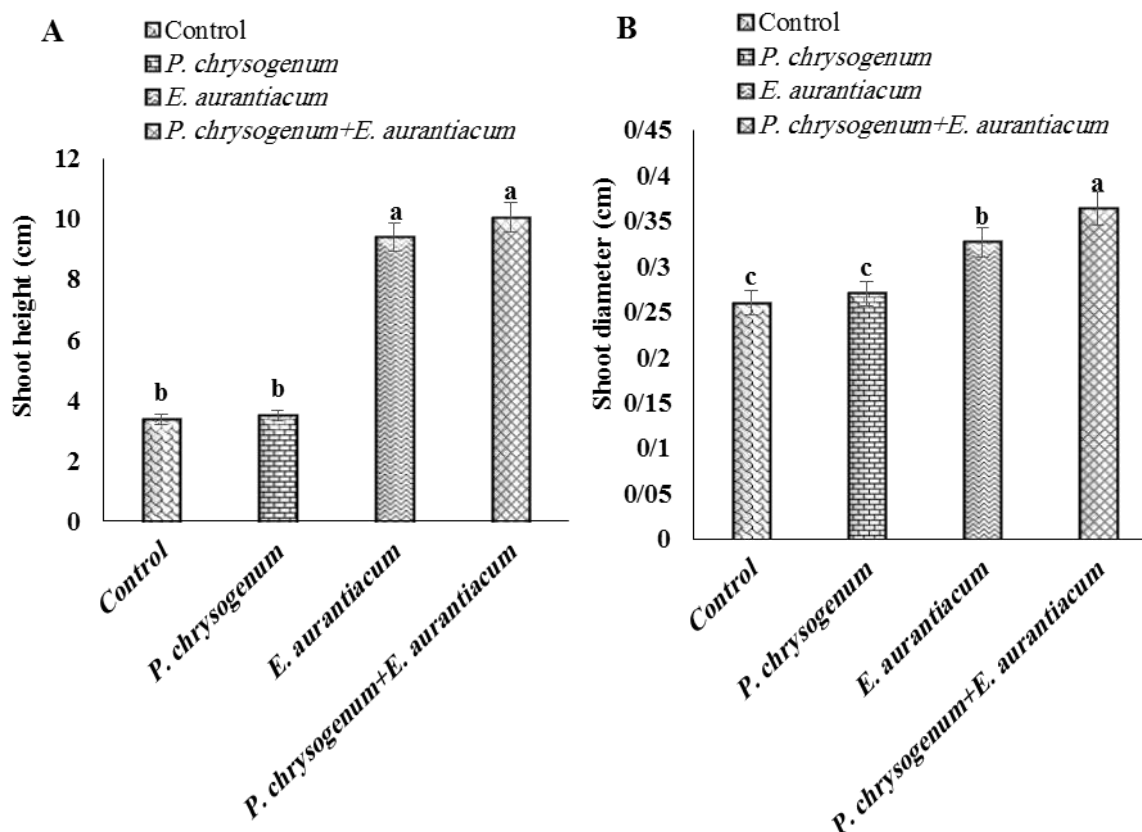 A
Control
P. chrysogenum
E. aurantiacum
P. chrysogenum+E. aurantiacum
Shoot height (cm)
12
10
8
6
4
2
0
b
b
a
a
Control
P. chrysogenum
E. aurantiacum
P. chrysogenum+E. aurantiacum
B
Control
P. chrysogenum
E. aurantiacum
P. chrysogenum+E. aurantiacum
Shoot diameter (cm)
0/45
0/4
0/35
0/3
0/25
0/2
0/15
0/1
0/05
0
c
c
b
a
Control
P. chrysogenum
E. aurantiacum
P. chrysogenum+E. aurantiacum